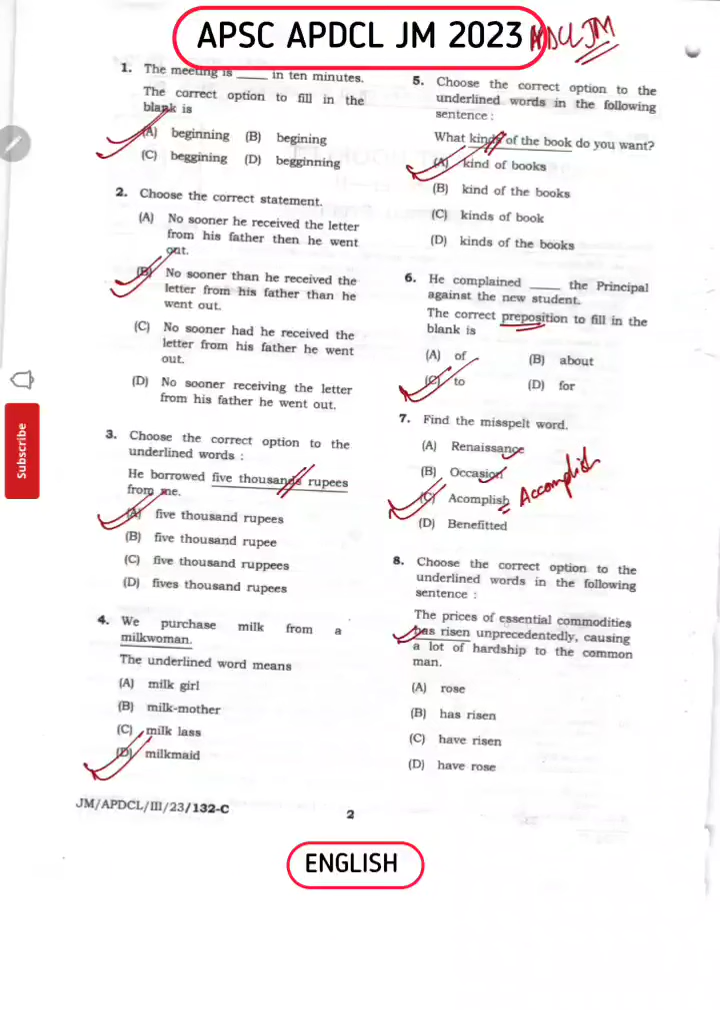 APSC APDCL JM 2023
APDCL JM
1. The meeting is ____ in ten minutes.
The correct option to fill in the
blank is
(A) beginning (B) begining
(C) beggining (D) begginning
2. Choose the correct statement.
(A) No sooner he received the letter
from his father then he went
out.
(B) No sooner than he received the
letter from his father than he
went out.
(C) No sooner had he received the
letter from his father he went
out.
(D) No sooner receiving the letter
from his father he went out.
3. Choose the correct option to the
underlined words :
He borrowed five thousands rupees
from me.
(A) five thousand rupees
(B) five thousand rupee
(C) five thousand ruppees
(D) fives thousand rupees
4. We purchase milk from a
milkwoman.
The underlined word means
(A) milk girl
(B) milk-mother
(C) milk lass
(D) milkmaid
JM/APDCL/III/23/132-C
5. Choose the correct option to the
underlined words in the following
sentence :
What kinds of the book do you want?
(A) kind of books
(B) kind of the books
(C) kinds of book
(D) kinds of the books
6. He complained ____ the Principal
against the new student.
The correct preposition to fill in the
blank is
(A) of (B) about
(C) to (D) for
7. Find the misspelt word.
(A) Renaissance
(B) Occasion
(C) Acomplish Accomplish
(D) Benefitted
8. Choose the correct option to the
underlined words in the following
sentence :
The prices of essential commodities
has risen unprecedentedly, causing
a lot of hardship to the common
man.
(A) rose
(B) has risen
(C) have risen
(D) have rose
2
Subscribe
ENGLISH